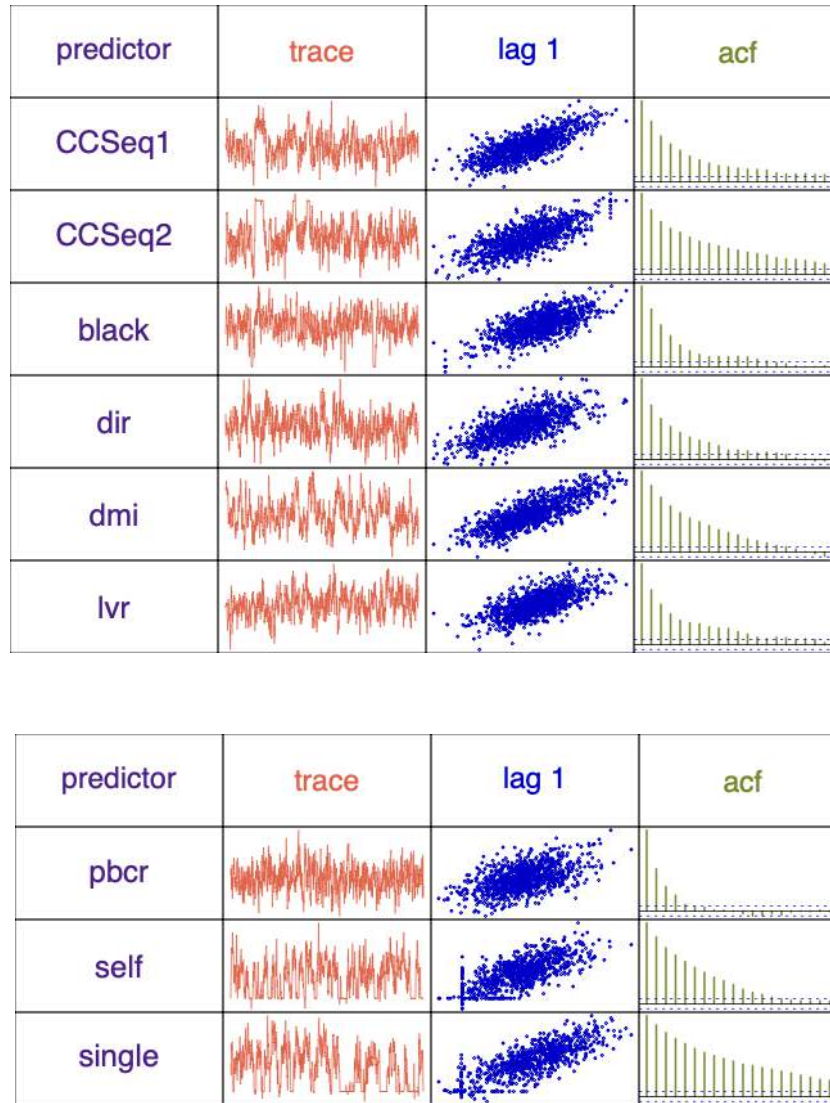 predictor trace lag 1 acf
CCSeq1
CCSeq2
black
dir
dmi
lvr
predictor trace lag 1 acf
pbcr
self
single